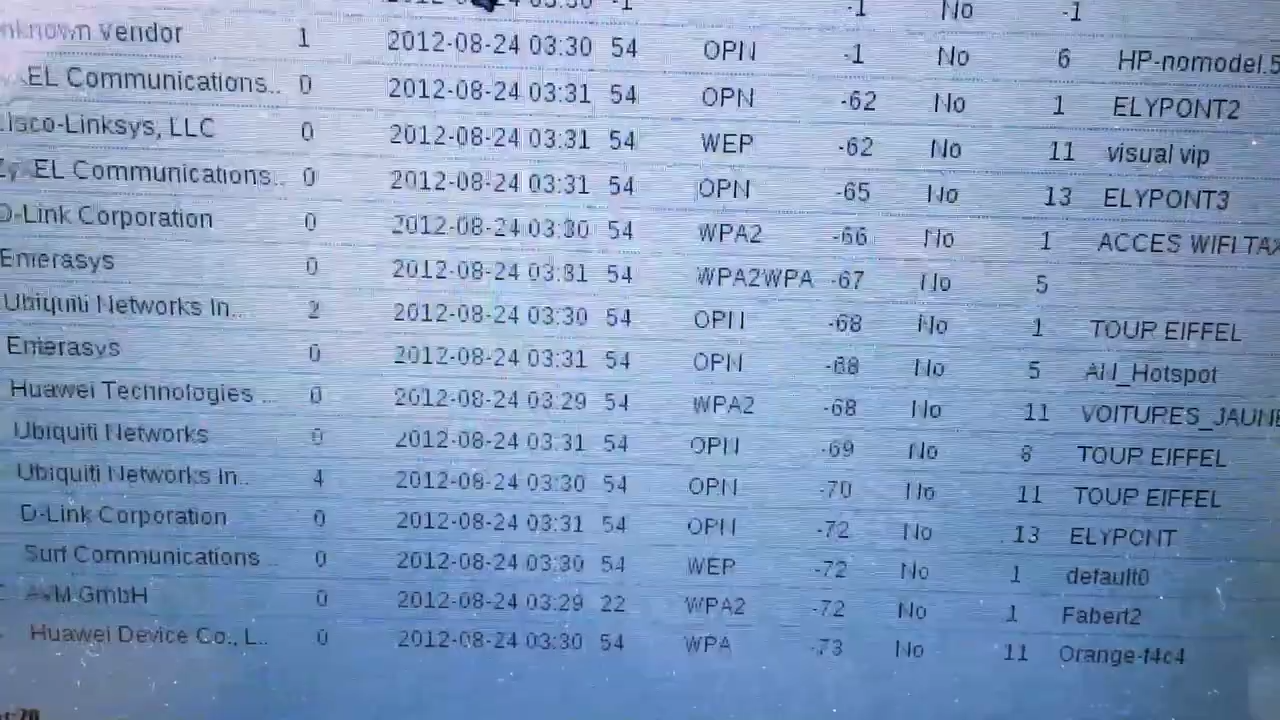 -1 -1 No -1
Vendor 1 2012-08-24 03:30 54 OPN -1 No 6 HP-nomodel.5
EL Communications.. 0 2012-08-24 03:31 54 OPN -62 No 1 ELYPONT2
isco-Linksys, LLC 0 2012-08-24 03:31 54 WEP -62 No 11 visual vip
EL Communications.. 0 2012-08-24 03:31 54 OPN -65 No 13 ELYPONT3
D-Link Corporation 0 2012-08-24 03:30 54 WPA2 -66 No 1 ACCES WIFI TAX
Enterasys 0 2012-08-24 03:31 54 WPA2WPA -67 No 5
Ubiquiti Networks In.. 2 2012-08-24 03:30 54 OPN -68 No 1 TOUR EIFFEL
Enterasys 0 2012-08-24 03:31 54 OPN -68 No 5 Hotspot
Huawei Technologies ... 0 2012-08-24 03:29 54 WPA2 -68 No 11 VOITURES_JAUNE
Ubiquiti Networks 0 2012-08-24 03:31 54 OPN -69 No 8 TOUR EIFFEL
Ubiquiti Networks In.. 4 2012-08-24 03:30 54 OPN -70 No 11 TOUR EIFFEL
D-Link Corporation 0 2012-08-24 03:31 54 OPN -72 No 13 ELYPONT
Surf Communications 0 2012-08-24 03:30 54 WEP -72 No 1 default0
AVM GmbH 0 2012-08-24 03:29 22 WPA2 -72 No 1 Fabert2
Huawei Device Co., L.. 0 2012-08-24 03:30 54 WPA -73 No 11 Orange-f4c4